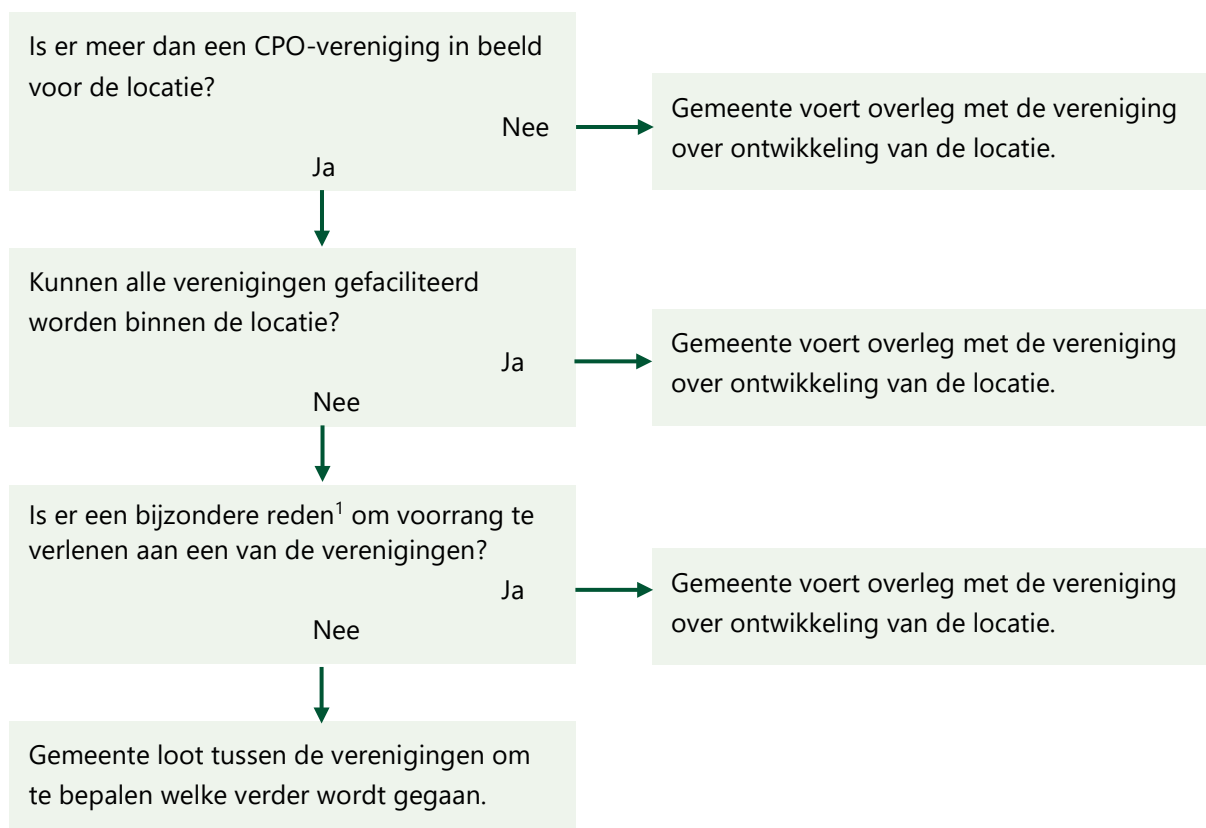 Is er meer dan een CPO-vereniging in beeld
voor de locatie?
Nee
Ja
Gemeente voert overleg met de vereniging
over ontwikkeling van de locatie.
Kunnen alle verenigingen gefaciliteerd
worden binnen de locatie?
Ja
Nee
Gemeente voert overleg met de vereniging
over ontwikkeling van de locatie.
Is er een bijzondere reden¹ om voorrang te
verlenen aan een van de verenigingen?
Ja
Nee
Gemeente voert overleg met de vereniging
over ontwikkeling van de locatie.
Gemeente loot tussen de verenigingen om
te bepalen welke verder wordt gegaan.